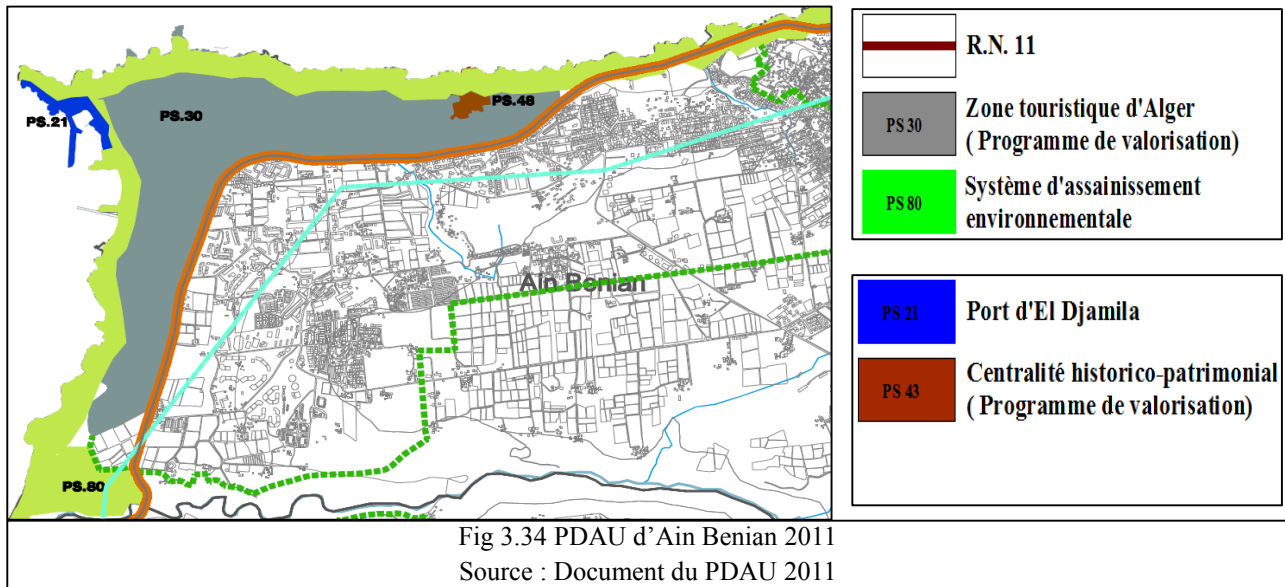 PS.21
PS.30
PS.48
Ain Benian
PS.80
R.N. 11
PS 30
Zone touristique d'Alger
( Programme de valorisation)
PS 80
Système d'assainissement
environnementale
PS 21
Port d'El Djamila
PS 43
Centralité historico-patrimonial
( Programme de valorisation)
Fig 3.34 PDAU d'Ain Benian 2011
Source : Document du PDAU 2011